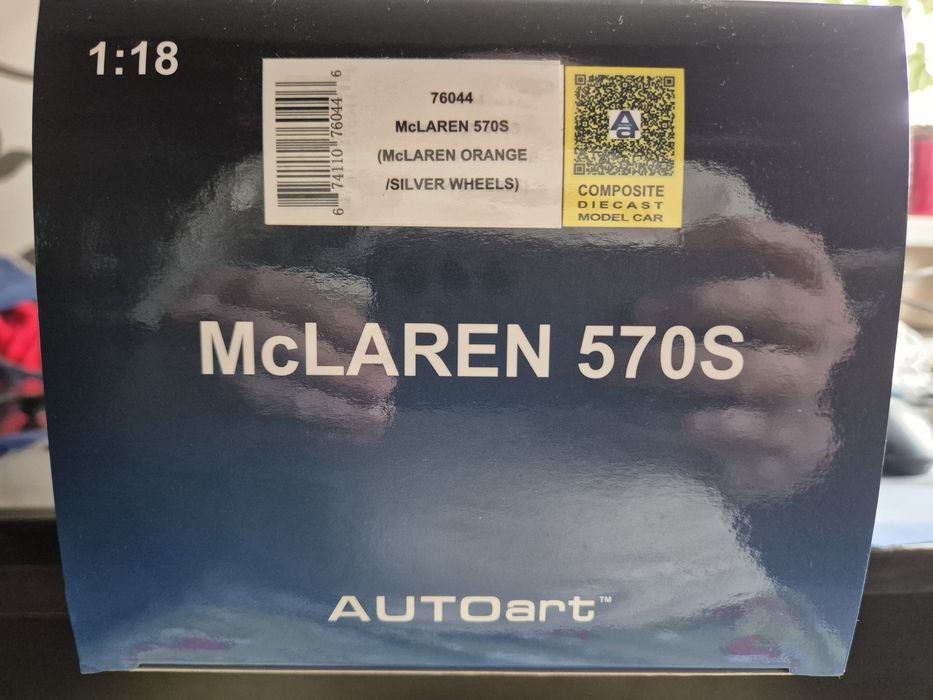 1:18
76044
McLAREN 570S
(McLAREN ORANGE
/SILVER WHEELS)
6 74110 76044 6
Aa
COMPOSITE
DIECAST
MODEL CAR
McLAREN 570S
AUTOart™